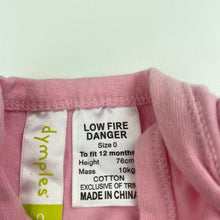 dymples
LOW FIRE
DANGER
Size 0
To fit 12 months
Height 76cm
Mass 10kg
COTTON
EXCLUSIVE OF TRIM
MADE IN CHINA